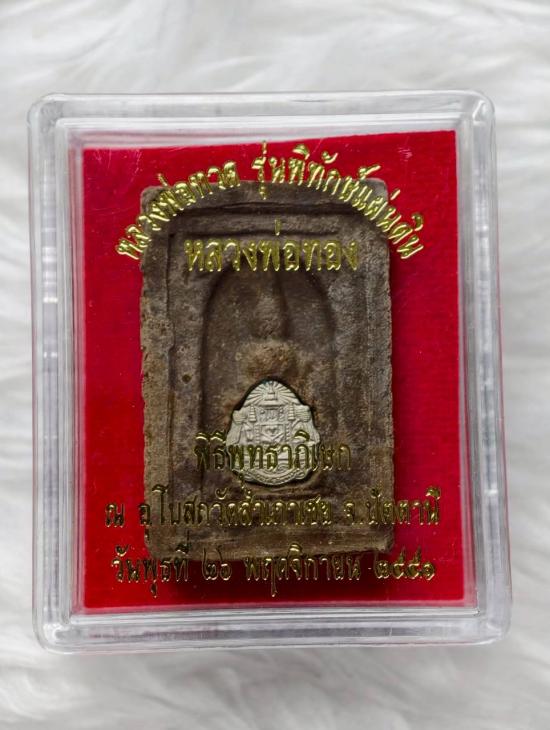 หลวงพ่อทวด รุ่นพิทักษ์แผ่นดิน
หลวงพ่อทอง
พิธีพุทธาภิเษก
ณ อุโบสถวัดสำเภาเชย จ.ปัตตานี
วันพุธที่ ๒๖ พฤศจิกายน ๒๕๕๑